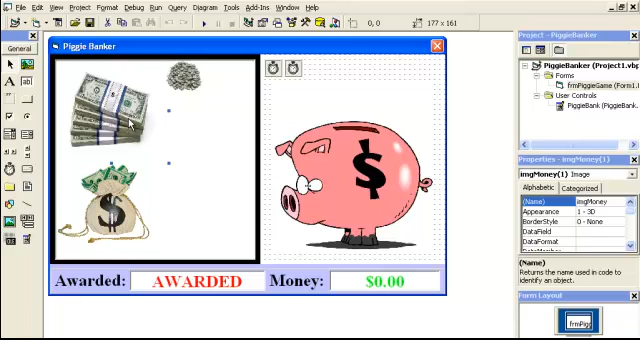 File Edit View Project Format Debug Run Query Diagram Tools Add-Ins Window Help
0, 0
177 x 161
General
A
ab|
Piggie Banker
$
$
$
Awarded: AWARDED Money: $0.00
Project - PiggieBanker
PiggieBanker (Project1.vbp
Forms
frmPiggieGame (Form1.
User Controls
PiggieBank (PiggieBank.
Properties - imgMoney(1)
imgMoney(1) Image
Alphabetic Categorized
(Name) imgMoney
Appearance 1 - 3D
BorderStyle 0 - None
DataField
DataFormat
(Name)
Returns the name used in code to
identify an object.
Form Layout
frmPigg